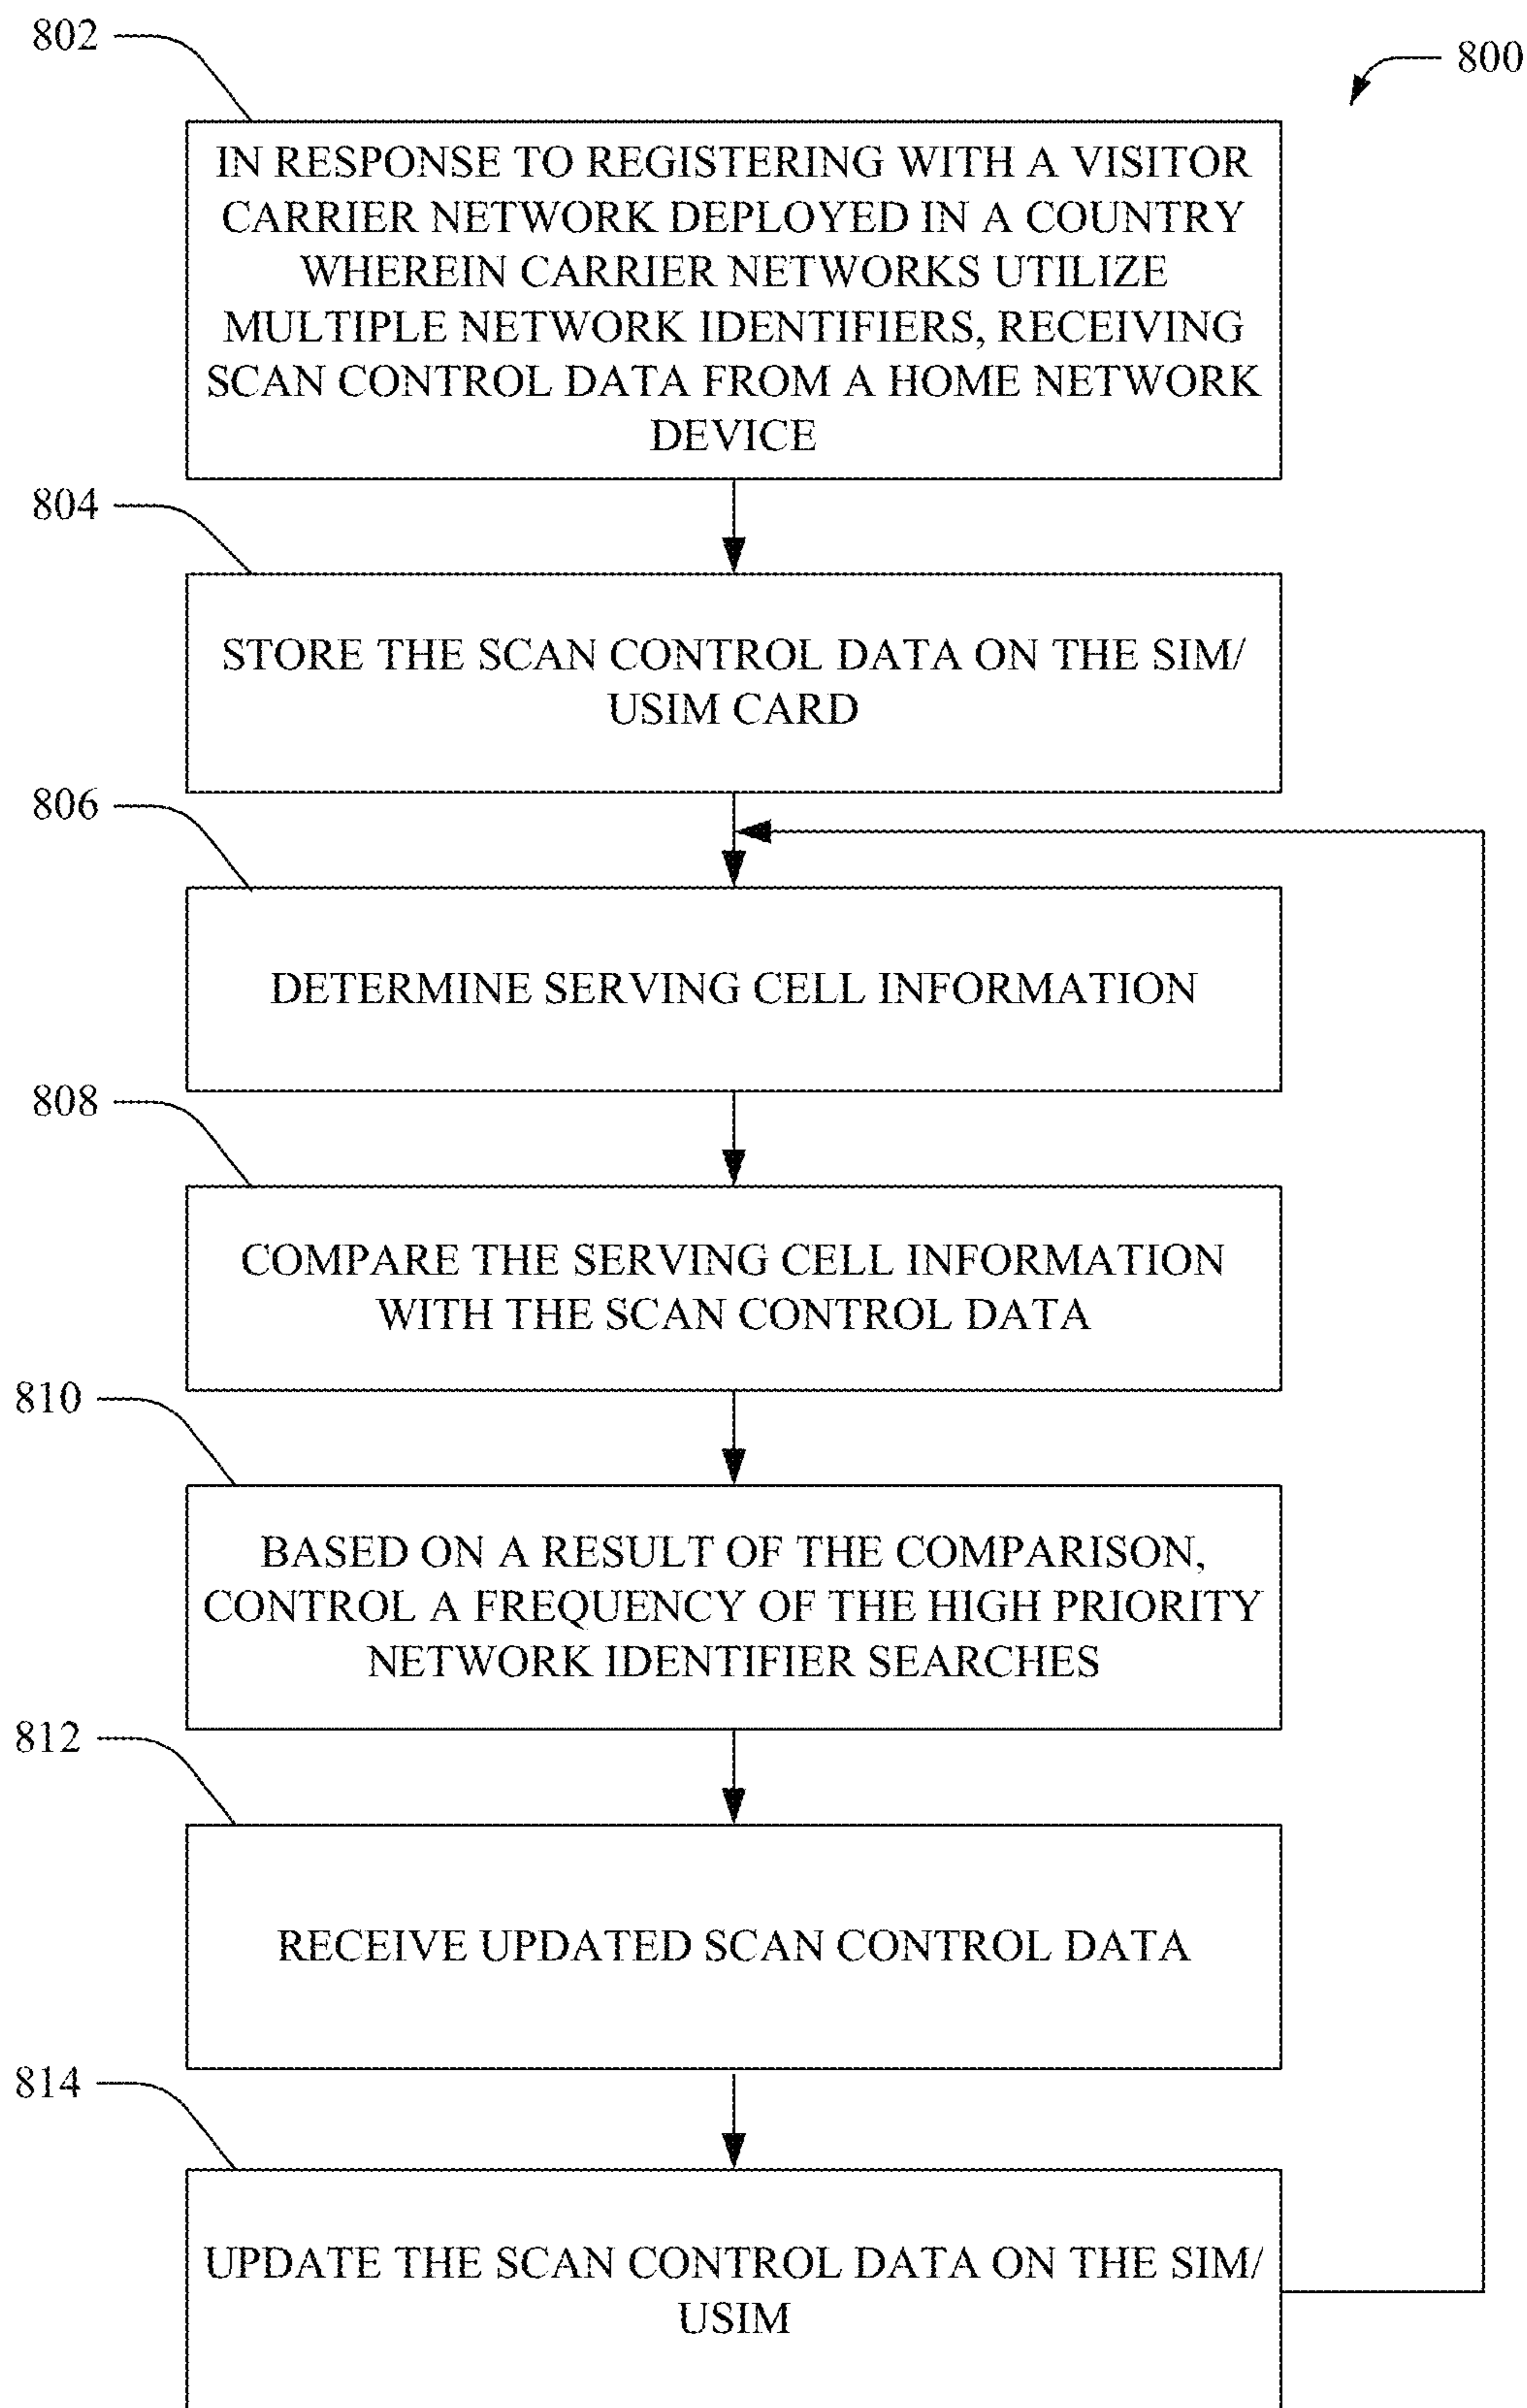 802
800
IN RESPONSE TO REGISTERING WITH A VISITOR
CARRIER NETWORK DEPLOYED IN A COUNTRY
WHEREIN CARRIER NETWORKS UTILIZE
MULTIPLE NETWORK IDENTIFIERS, RECEIVING
SCAN CONTROL DATA FROM A HOME NETWORK
DEVICE
804
STORE THE SCAN CONTROL DATA ON THE SIM/
USIM CARD
806
DETERMINE SERVING CELL INFORMATION
808
COMPARE THE SERVING CELL INFORMATION
WITH THE SCAN CONTROL DATA
810
BASED ON A RESULT OF THE COMPARISON,
CONTROL A FREQUENCY OF THE HIGH PRIORITY
NETWORK IDENTIFIER SEARCHES
812
RECEIVE UPDATED SCAN CONTROL DATA
814
UPDATE THE SCAN CONTROL DATA ON THE SIM/
USIM